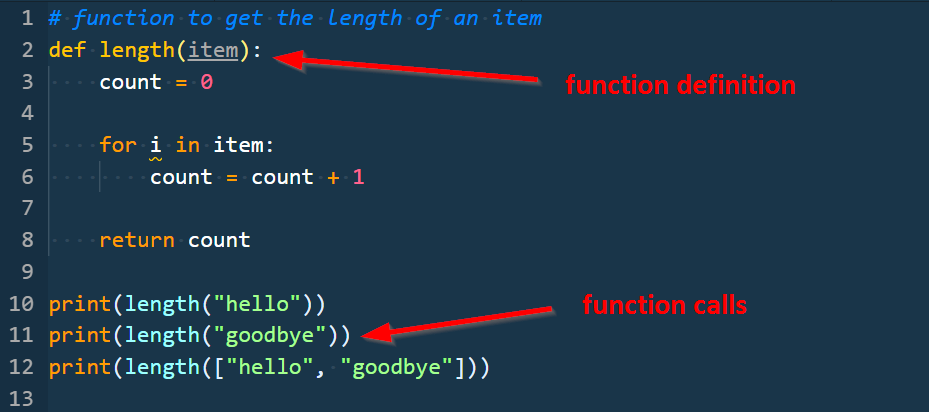 1 # function to get the length of an item
2 def length(item):
function definition
3     count = 0
4
5     for i in item:
6         count = count + 1
7
8     return count
9
10 print(length("hello"))
function calls
11 print(length("goodbye"))
12 print(length(["hello", "goodbye"]))
13